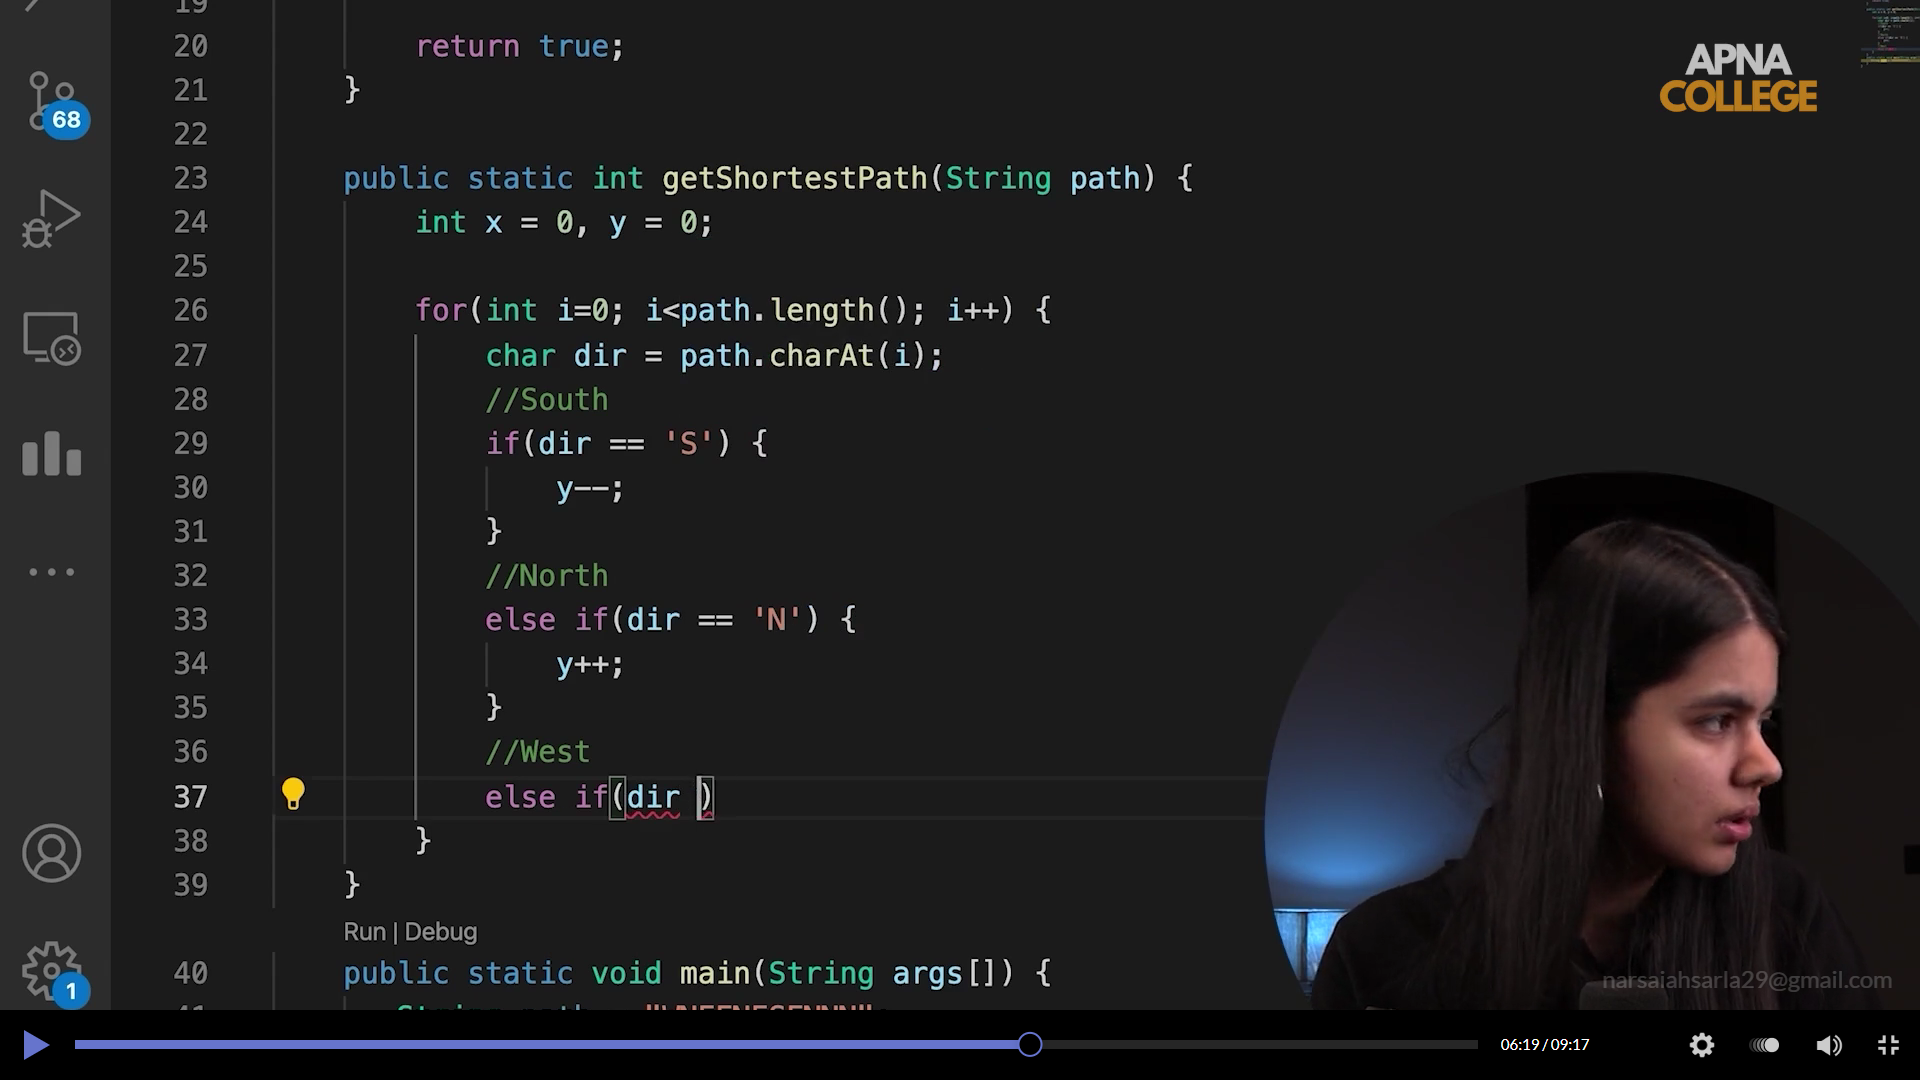 19
20 return true;
21 }
22
23 public static int getShortestPath(String path) {
24 int x = 0, y = 0;
25
26 for(int i=0; i<path.length(); i++) {
27 char dir = path.charAt(i);
28 //South
29 if(dir == 'S') {
30 y--;
31 }
32 //North
33 else if(dir == 'N') {
34 y++;
35 }
36 //West
37 else if(dir )
38 }
39 }
Run | Debug
40 public static void main(String args[]) {
APNA
COLLEGE
68
1
narsaiahsarla29@gmail.com
06:19 / 09:17